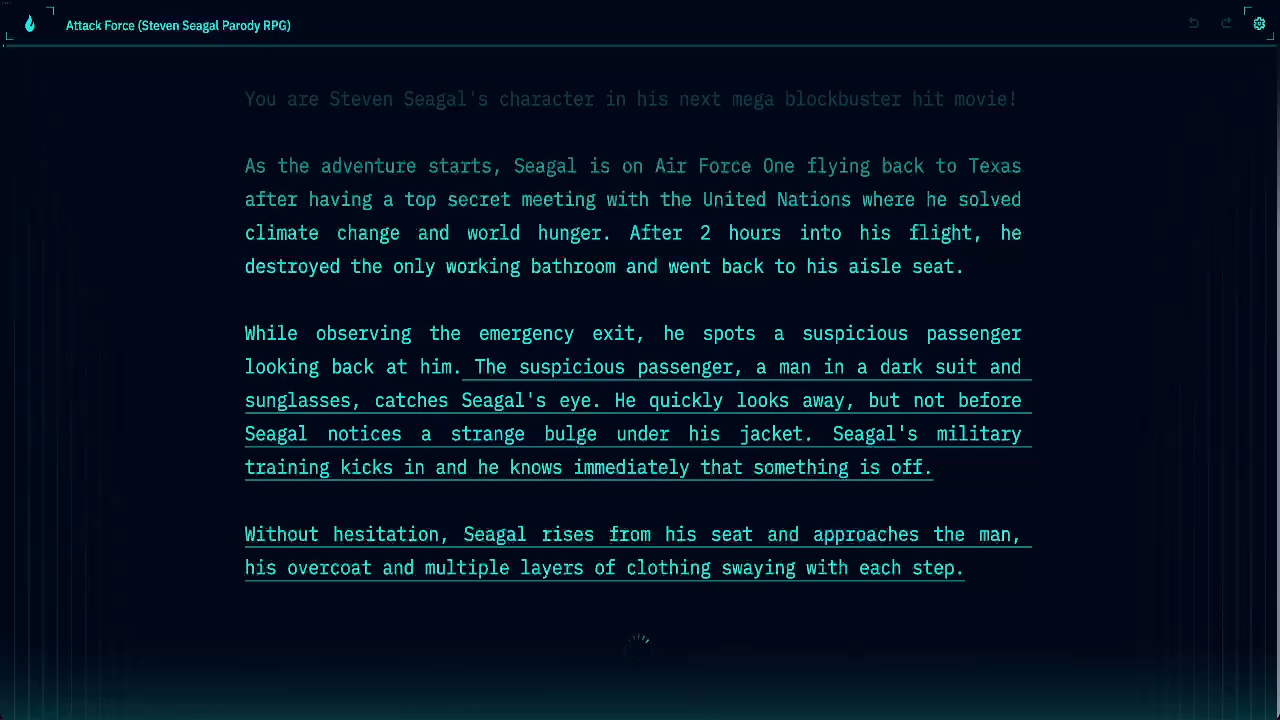 Attack Force (Steven Seagal Parody RPG)
You are Steven Seagal's character in his next mega blockbuster hit movie!
As the adventure starts, Seagal is on Air Force One flying back to Texas
after having a top secret meeting with the United Nations where he solved
climate change and world hunger. After 2 hours into his flight, he
destroyed the only working bathroom and went back to his aisle seat.
While observing the emergency exit, he spots a suspicious passenger
looking back at him. The suspicious passenger, a man in a dark suit and
sunglasses, catches Seagal's eye. He quickly looks away, but not before
Seagal notices a strange bulge under his jacket. Seagal's military
training kicks in and he knows immediately that something is off.
Without hesitation, Seagal rises from his seat and approaches the man,
his overcoat and multiple layers of clothing swaying with each step.